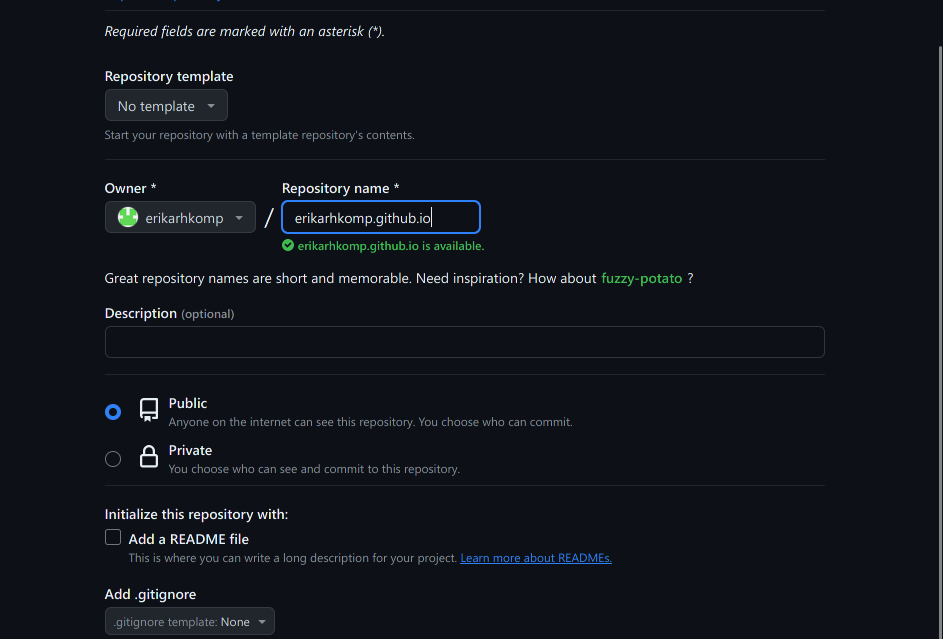 Required fields are marked with an asterisk (*).
Repository template
No template
Start your repository with a template repository's contents.
Owner *
Repository name *
erikarhkomp
/
erikarhkomp.github.io
erikarhkomp.github.io is available.
Great repository names are short and memorable. Need inspiration? How about fuzzy-potato ?
Description (optional)
Public
Anyone on the internet can see this repository. You choose who can commit.
Private
You choose who can see and commit to this repository.
Initialize this repository with:
Add a README file
This is where you can write a long description for your project. Learn more about READMEs.
Add .gitignore
.gitignore template: None